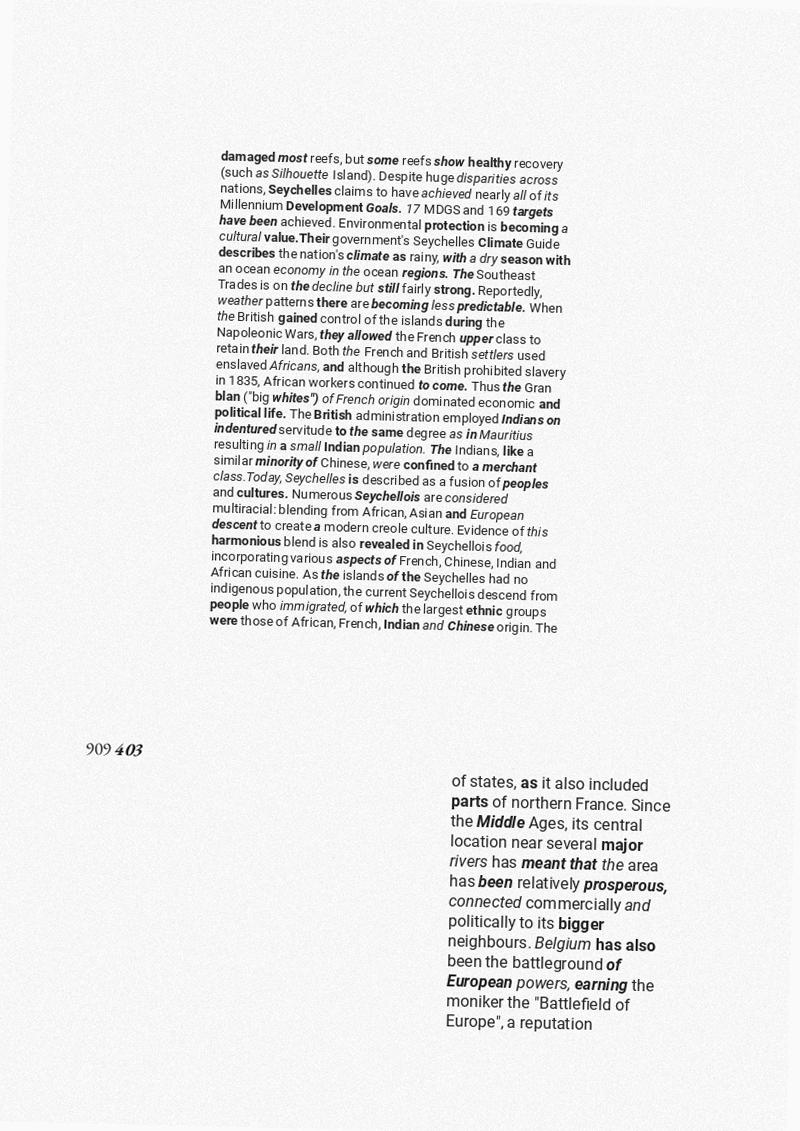 damaged most reefs, but some reefs show healthy recovery
(such as Silhouette Island). Despite huge disparities across
nations, Seychelles claims to have achieved nearly all of its
Millennium Development Goals. 17 MDGS and 169 targets
have been achieved. Environmental protection is becoming a
cultural value.Their government's Seychelles Climate Guide
describes the nation's climate as rainy, with a dry season with
an ocean economy in the ocean regions. The Southeast
Trades is on the decline but still fairly strong. Reportedly,
weather patterns there are becoming less predictable. When
the British gained control of the islands during the
Napoleonic Wars, they allowed the French upper class to
retain their land. Both the French and British settlers used
enslaved Africans, and although the British prohibited slavery
in 1835, African workers continued to come. Thus the Gran
blan ("big whites") of French origin dominated economic and
political life. The British administration employed Indians on
indentured servitude to the same degree as in Mauritius
resulting in a small Indian population. The Indians, like a
similar minority of Chinese, were confined to a merchant
class.Today, Seychelles is described as a fusion of peoples
and cultures. Numerous Seychellois are considered
multiracial: blending from African, Asian and European
descent to create a modern creole culture. Evidence of this
harmonious blend is also revealed in Seychellois food,
incorporating various aspects of French, Chinese, Indian and
African cuisine. As the islands of the Seychelles had no
indigenous population, the current Seychellois descend from
people who immigrated, of which the largest ethnic groups
were those of African, French, Indian and Chinese origin. The
909 403
of states, as it also included
parts of northern France. Since
the Middle Ages, its central
location near several major
rivers has meant that the area
has been relatively prosperous,
connected commercially and
politically to its bigger
neighbours. Belgium has also
been the battleground of
European powers, earning the
moniker the "Battlefield of
Europe", a reputation